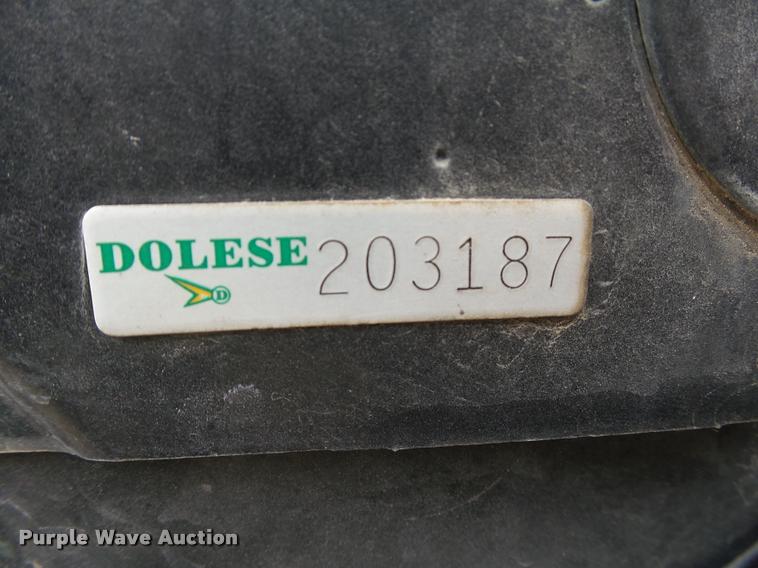 DOLESE 203187
D
Purple Wave Auction